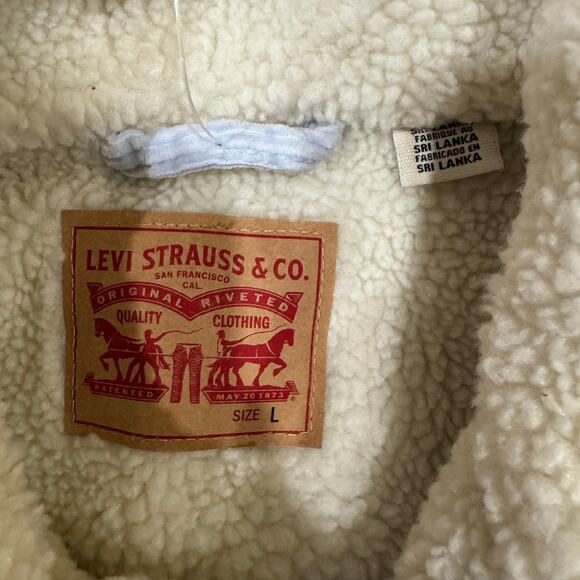 SRI LANKA
FABRIQUE AU
SRI LANKA
FABRICADO EN
SRI LANKA
LEVI STRAUSS & CO.
SAN FRANCISCO
CAL.
ORIGINAL RIVETED
QUALITY CLOTHING
PATENTED MAY 20 1873
SIZE L